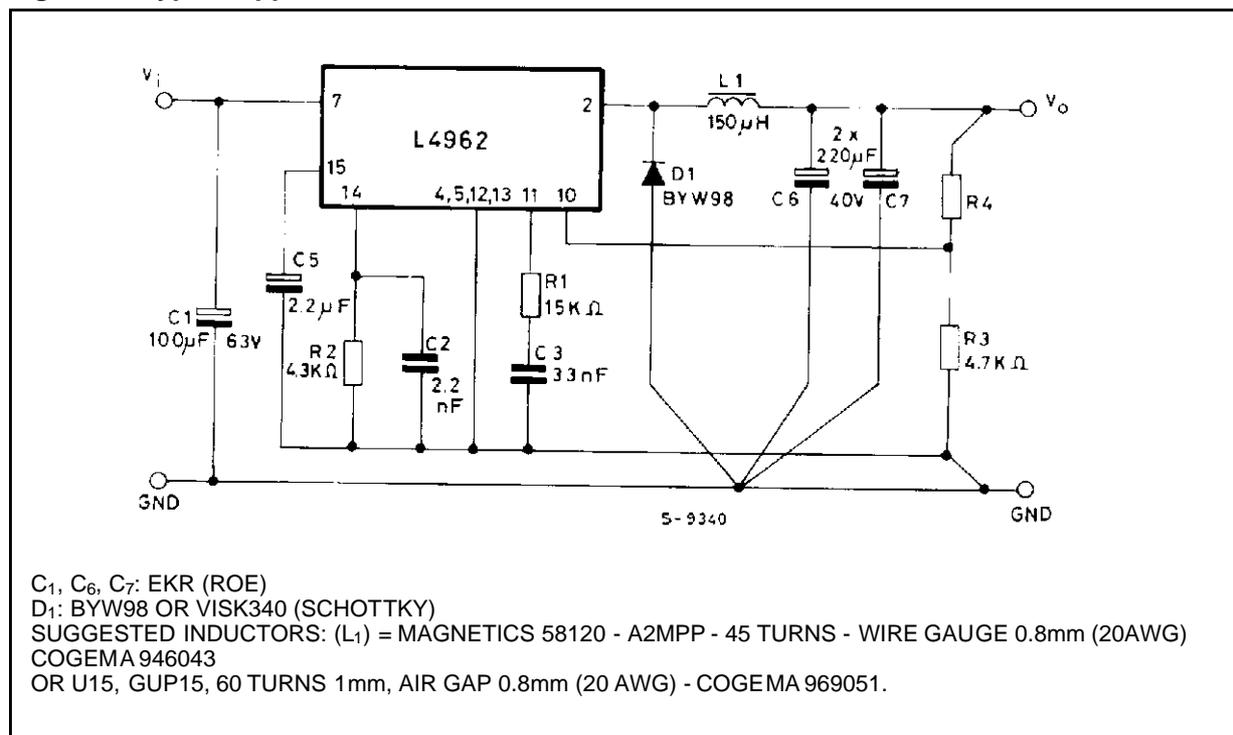 Vi
7
2
L4962
15
14
4,5,12,13
11
10
L1
150µH
Vo
2x
220µF
D1
BYW98
C6
40V
C7
R4
C5
2.2µF
R1
15KΩ
C1
100µF
63V
R2
4.3KΩ
C2
2.2
nF
C3
33nF
R3
4.7KΩ
GND
S-9340
GND
C1, C6, C7: EKR (ROE)
D1: BYW98 OR VISK340 (SCHOTTKY)
SUGGESTED INDUCTORS: (L1) = MAGNETICS 58120 - A2MPP - 45 TURNS - WIRE GAUGE 0.8mm (20AWG)
COGEMA 946043
OR U15, GUP15, 60 TURNS 1mm, AIR GAP 0.8mm (20 AWG) - COGEMA 969051.